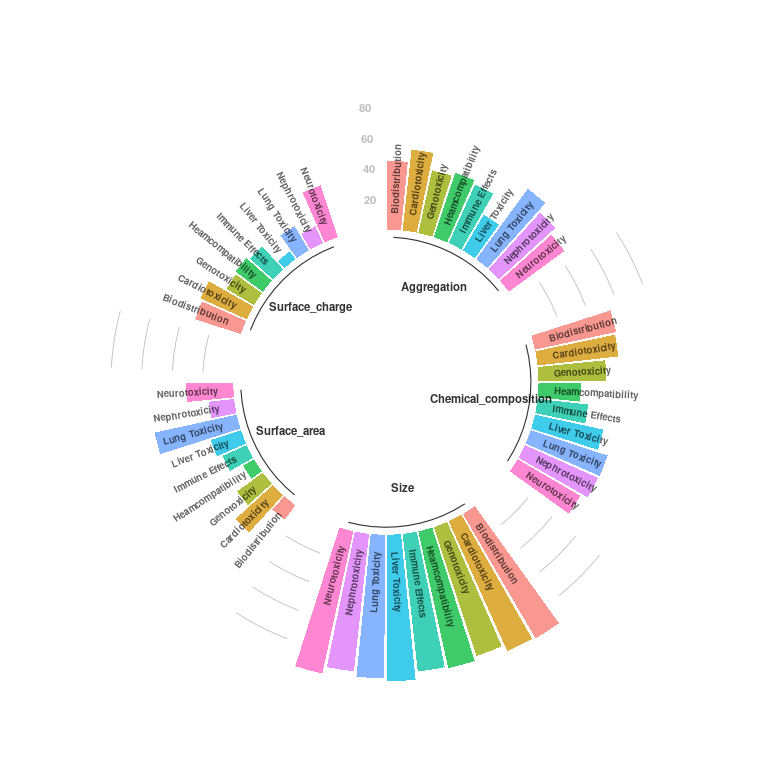 80
60
40
20
Biodistribution
Cardiotoxicity
Genotoxicity
Heamcompatibility
Immune Effects
Liver Toxicity
Lung Toxicity
Nephrotoxicity
Neurotoxicity
Aggregation
Biodistribution
Cardiotoxicity
Genotoxicity
Heamcompatibility
Immune Effects
Liver Toxicity
Lung Toxicity
Nephrotoxicity
Neurotoxicity
Chemical_composition
Biodistribution
Cardiotoxicity
Genotoxicity
Heamcompatibility
Immune Effects
Liver Toxicity
Lung Toxicity
Nephrotoxicity
Neurotoxicity
Size
Biodistribution
Cardiotoxicity
Genotoxicity
Heamcompatibility
Immune Effects
Liver Toxicity
Lung Toxicity
Nephrotoxicity
Neurotoxicity
Surface_area
Biodistribution
Cardiotoxicity
Genotoxicity
Heamcompatibility
Immune Effects
Liver Toxicity
Lung Toxicity
Nephrotoxicity
Neurotoxicity
Surface_charge